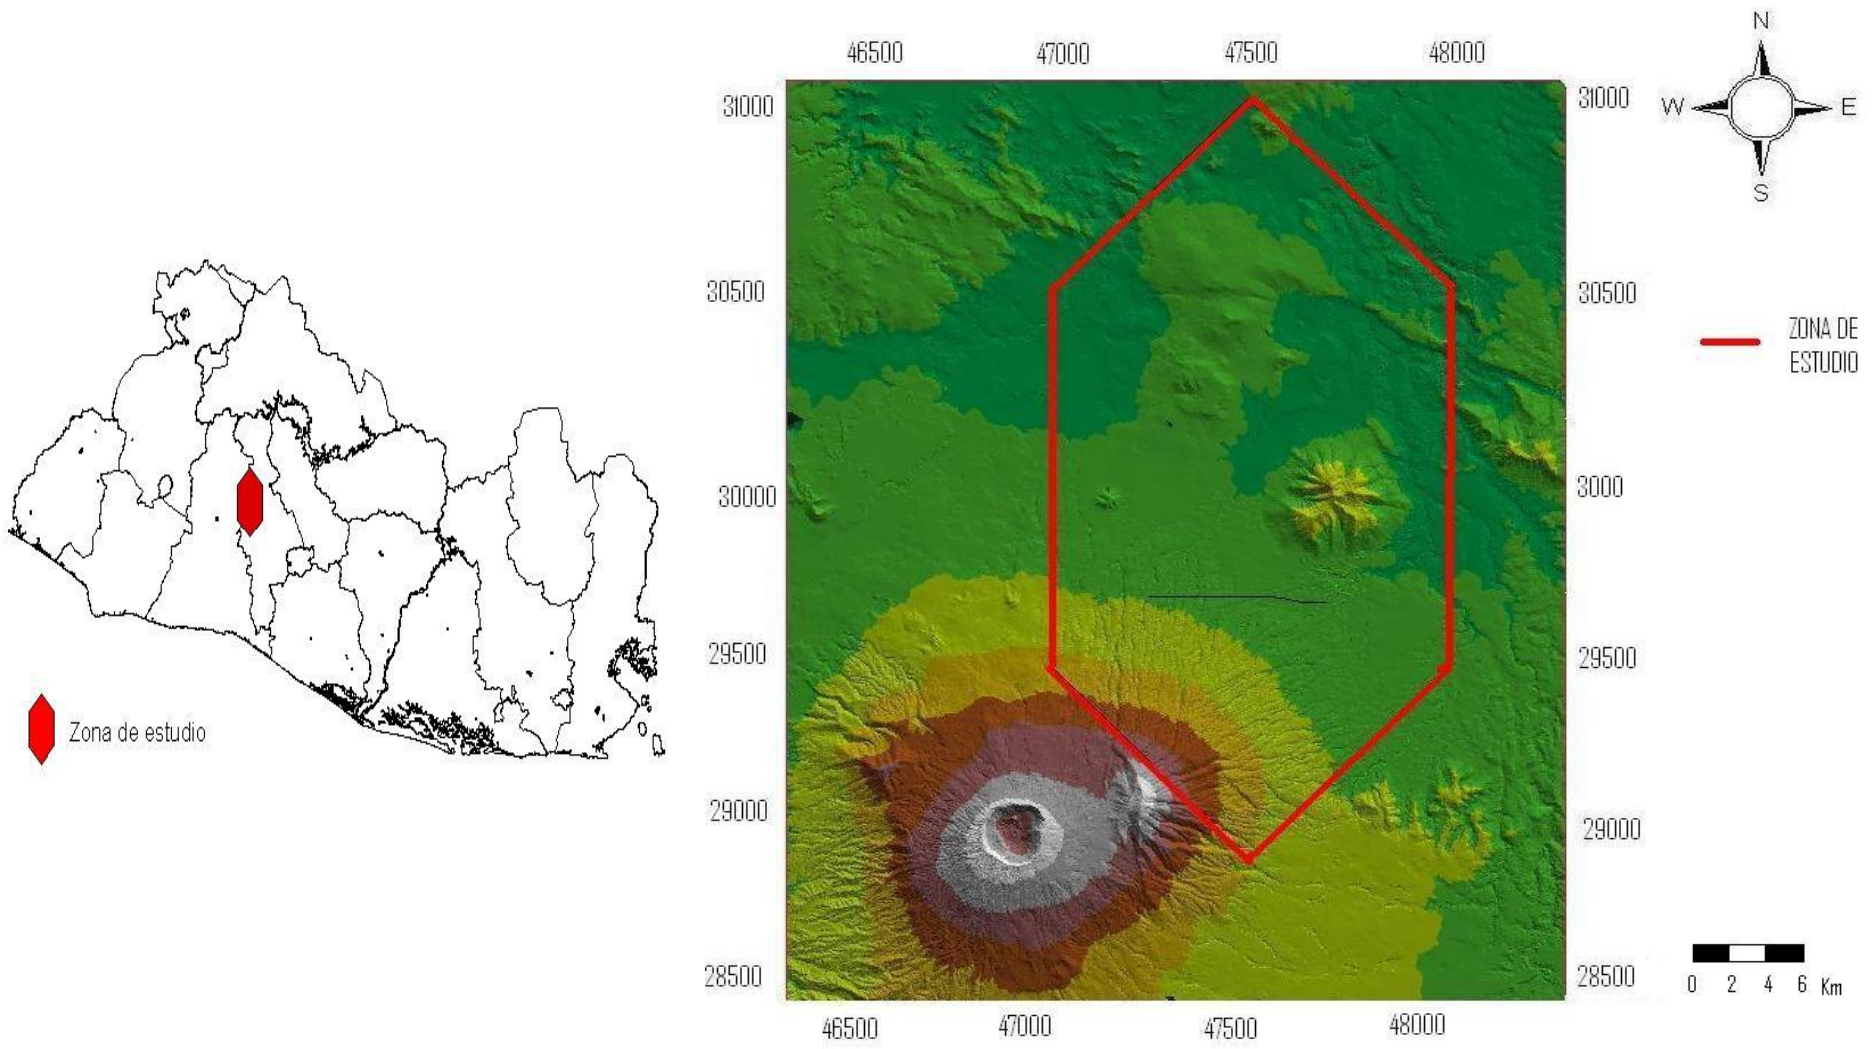 46500 47000 47500 48000
N
W E
S
31000 31000
30500 30500
ZONA DE
ESTUDIO
30000 3000
29500 29500
Zona de estudio
29000 29000
28500 28500
0 2 4 6 Km
46500 47000 47500 48000